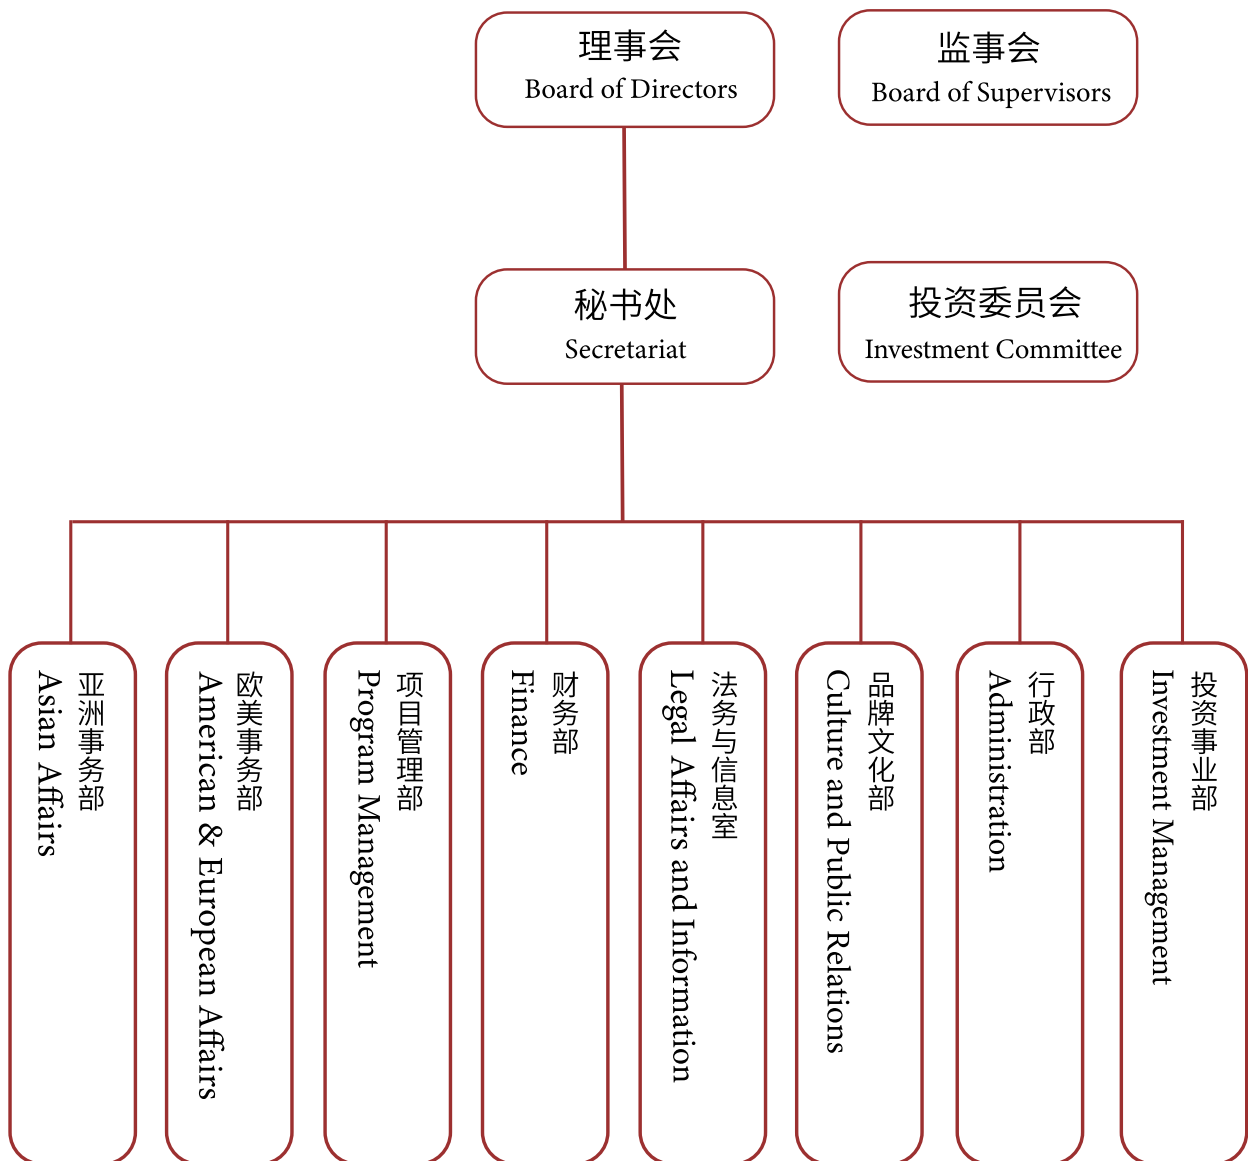 理事会
Board of Directors
监事会
Board of Supervisors
秘书处
Secretariat
投资委员会
Investment Committee
亚洲事务部
Asian Affairs
欧美事务部
American & European Affairs
项目管理部
Program Management
财务部
Finance
法务与信息室
Legal Affairs and Information
品牌文化部
Culture and Public Relations
行政部
Administration
投资事业部
Investment Management